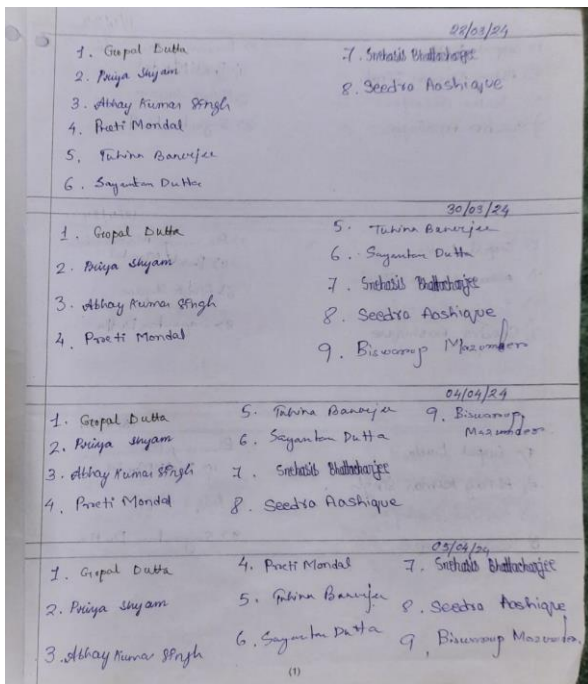 28/03/24
1. Gopal Dutta
2. Priya Shyam
3. Abhay Kumar Singh
4. Preeti Mondal
5. Tuhina Banerjee
6. Sayantan Dutta
7. Snehasis Bhattacharjee
8. Seedra Aashique
30/03/24
1. Gopal Dutta
2. Priya Shyam
3. Abhay Kumar Singh
4. Preeti Mondal
5. Tuhina Banerjee
6. Sayantan Dutta
7. Snehasis Bhattacharjee
8. Seedra Aashique
9. Biswaroop Mazumder
04/04/24
1. Gopal Dutta
2. Priya Shyam
3. Abhay Kumar Singh
4. Preeti Mondal
5. Tuhina Banerjee
6. Sayantan Dutta
7. Snehasis Bhattacharjee
8. Seedra Aashique
9. Biswaroop
Mazumder
05/04/24
1. Gopal Dutta
2. Priya Shyam
3. Abhay Kumar Singh
4. Preeti Mondal
5. Tuhina Banerjee
6. Sayantan Dutta
7. Snehasis Bhattacharjee
8. Seedra Aashique
9. Biswaroop Mazumder
(1)